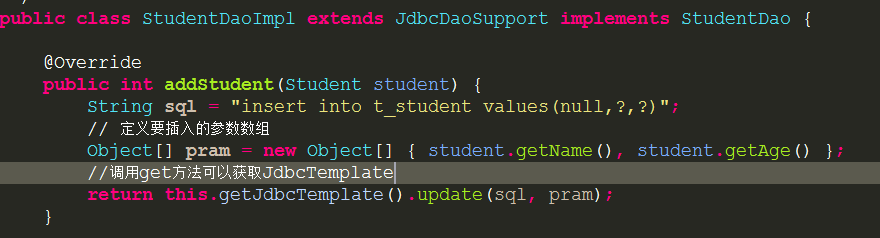 public class StudentDaoImpl extends JdbcDaoSupport implements StudentDao {
@Override
public int addStudent(Student student) {
String sql = "insert into t_student values(null,?,?)";
// 定义要插入的参数数组
Object[] pram = new Object[] { student.getName(), student.getAge() };
//调用get方法可以获取JdbcTemplate
return this.getJdbcTemplate().update(sql, pram);
}